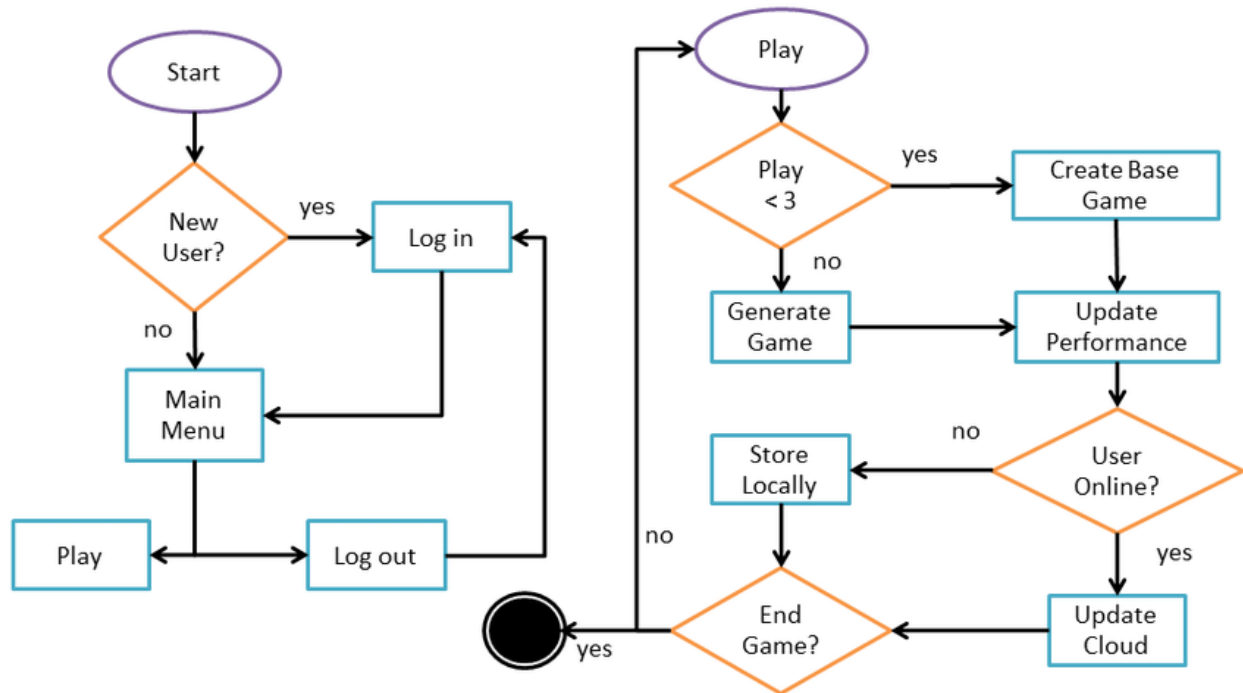 Start
New
User?
yes
Log in
no
Main
Menu
Play
Log out
Play
Play
< 3
yes
Create Base
Game
no
Generate
Game
Update
Performance
User
Online?
no
Store
Locally
yes
Update
Cloud
End
Game?
no
yes